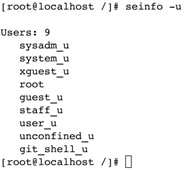 [root@localhost /]# seinfo -u
Users: 9
sysadm_u
system_u
xguest_u
root
guest_u
staff_u
user_u
unconfined_u
git_shell_u
[root@localhost /]#